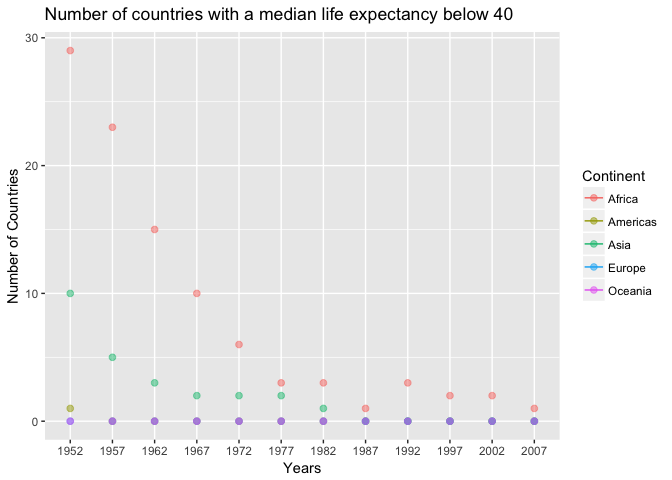 Number of countries with a median life expectancy below 40
Number of Countries
30
20
10
0
1952 1957 1962 1967 1972 1977 1982 1987 1992 1997 2002 2007
Years
Continent
Africa
Americas
Asia
Europe
Oceania